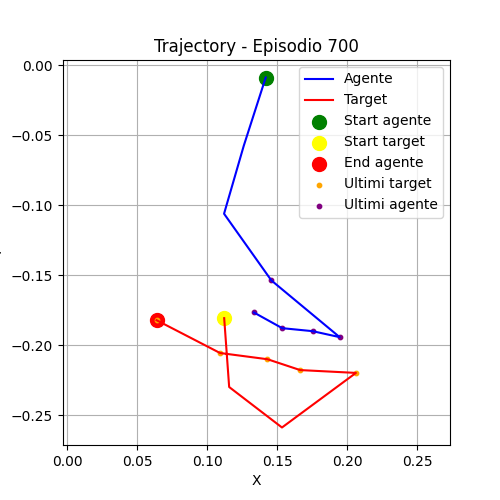 Trajectory - Episodio 700
0.00
−0.05
−0.10
−0.15
−0.20
−0.25
0.00 0.05 0.10 0.15 0.20 0.25
X
Agente
Target
Start agente
Start target
End agente
Ultimi target
Ultimi agente